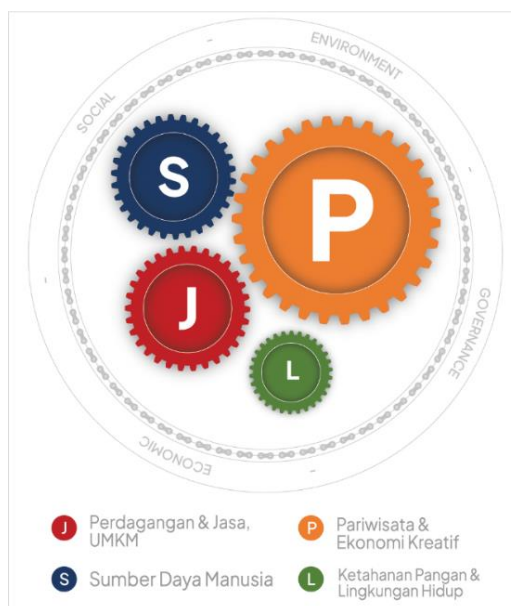 ENVIRONMENT
SOCIAL
S
P
J
GOVERNANCE
L
ECONOMIC
J Perdagangan & Jasa,
UMKM
P Pariwisata &
Ekonomi Kreatif
S Sumber Daya Manusia
L Ketahanan Pangan &
Lingkungan Hidup